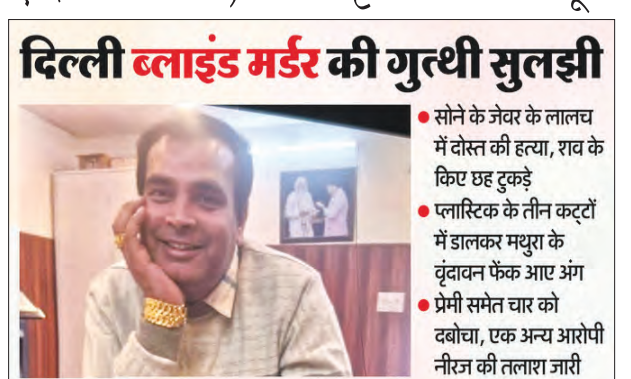 दिल्ली ब्लाइंड मर्डर की गुत्थी सुलझी
● सोने के जेवर के लालच
में दोस्त की हत्या, शव के
किए छह टुकड़े
● प्लास्टिक के तीन कट्टों
में डालकर मथुरा के
वृंदावन फेंक आए अंग
● प्रेमी समेत चार को
दबोचा, एक अन्य आरोपी
नीरज की तलाश जारी